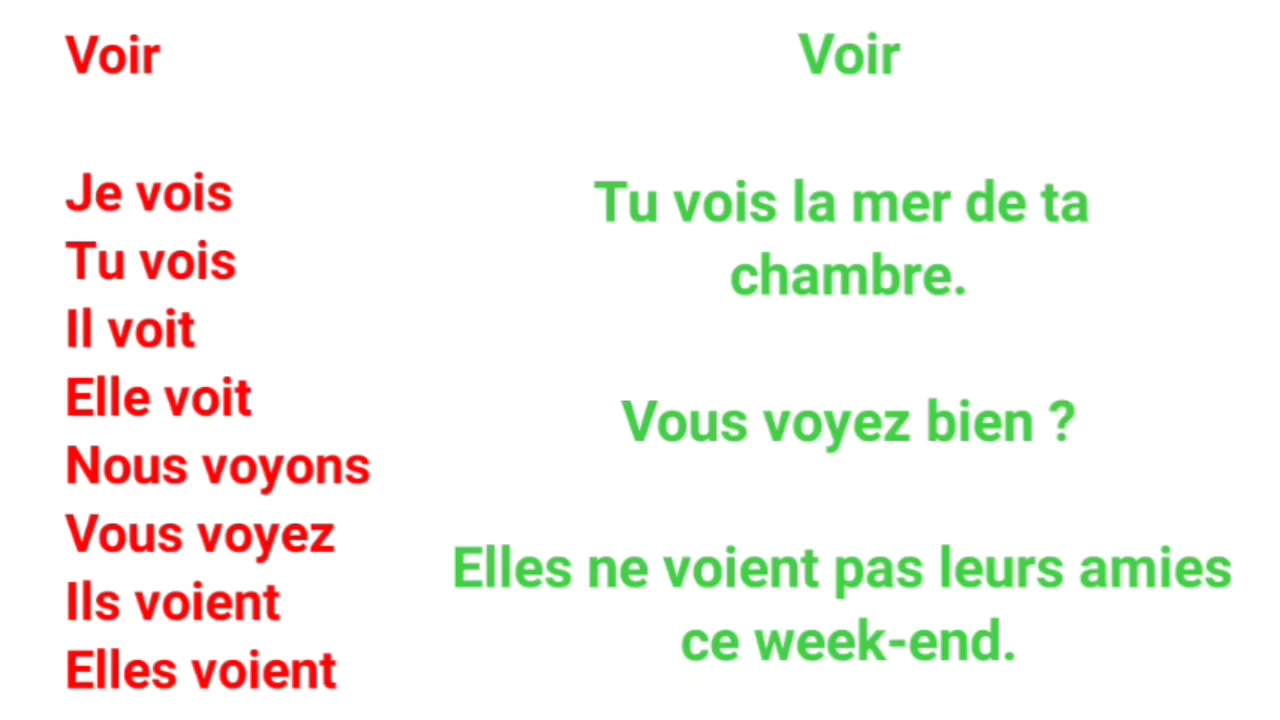 Voir
Je vois
Tu vois
Il voit
Elle voit
Nous voyons
Vous voyez
Ils voient
Elles voient
Voir
Tu vois la mer de ta
chambre.
Vous voyez bien ?
Elles ne voient pas leurs amies
ce week-end.